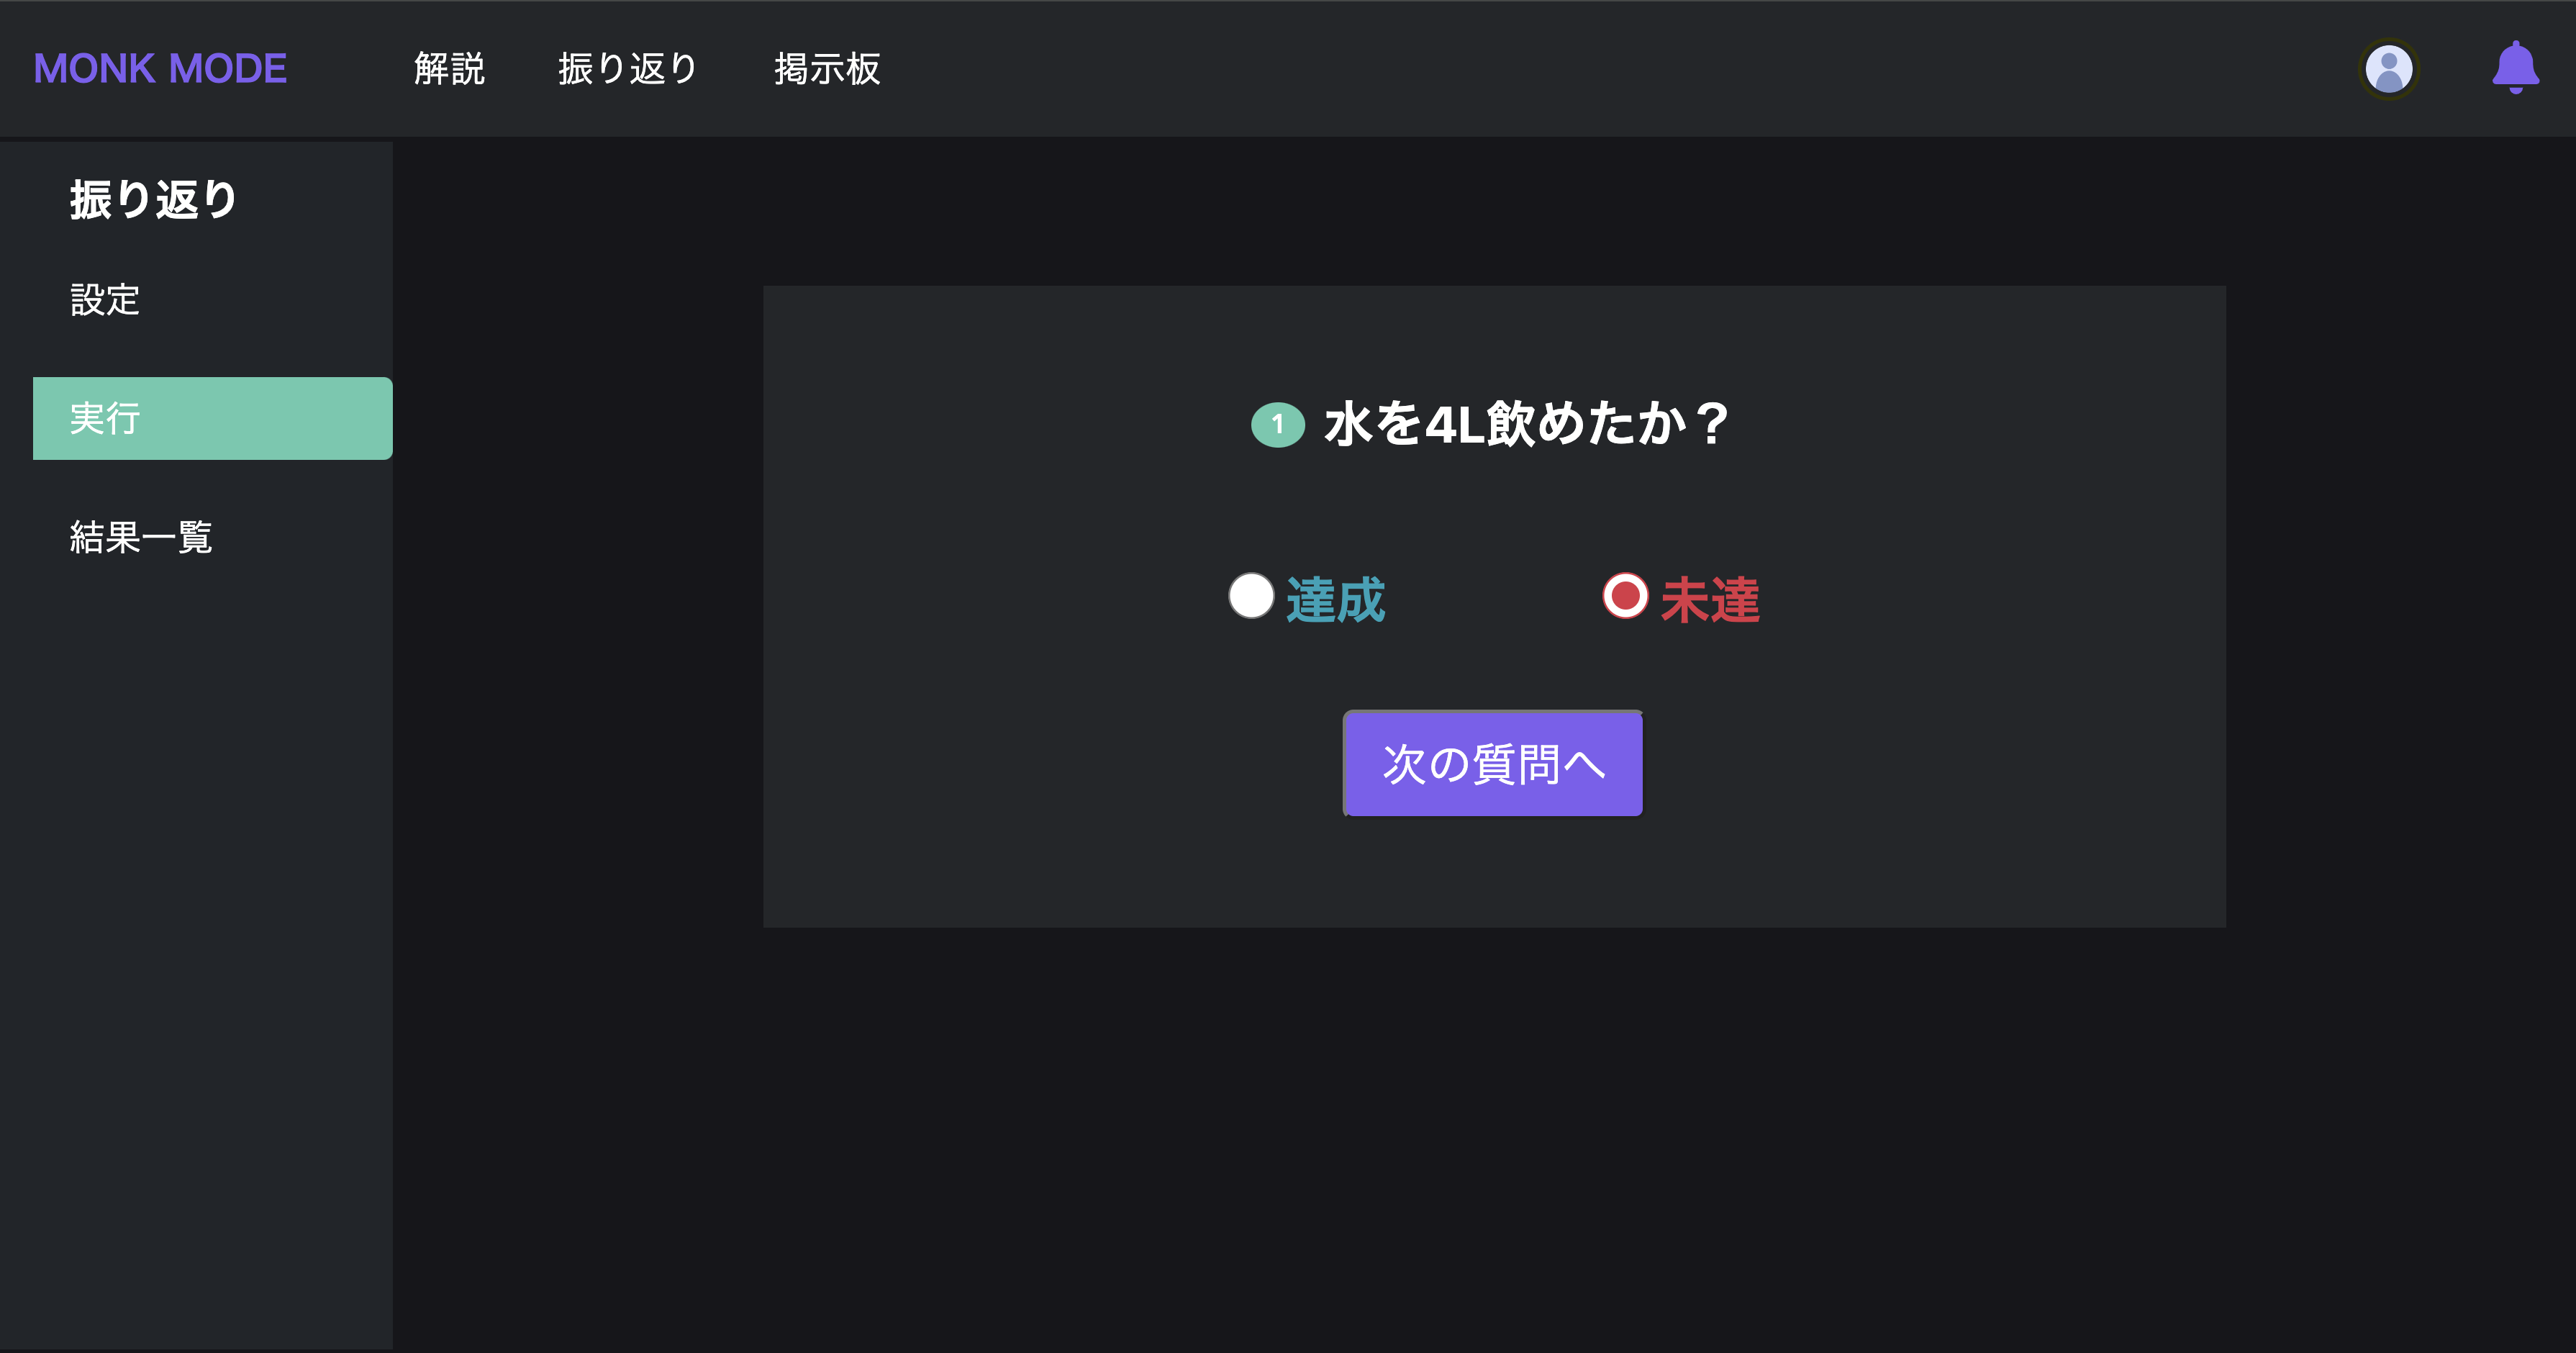 MONK MODE 解説 振り返り 掲示板
振り返り
設定
実行
結果一覧
1 水を4L飲めたか？
達成 未達
次の質問へ